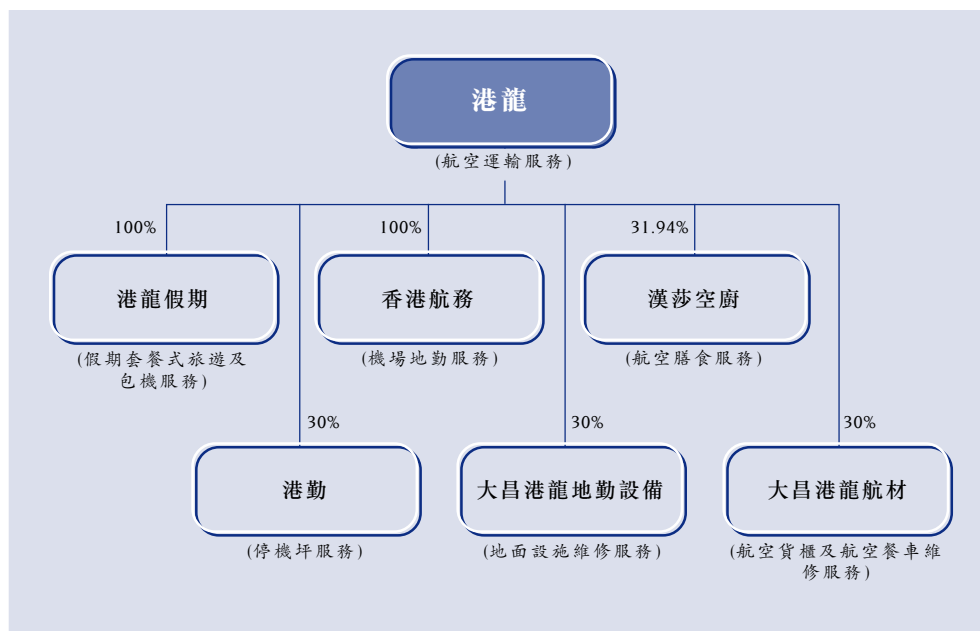 港龍
(航空運輸服務)
100%
100%
31.94%
港龍假期
香港航務
漢莎空廚
(假期套餐式旅遊及
包機服務)
(機場地勤服務)
(航空膳食服務)
30%
30%
30%
港勤
大昌港龍地勤設備
大昌港龍航材
(停機坪服務)
(地面設施維修服務)
(航空貨櫃及航空餐車維
修服務)